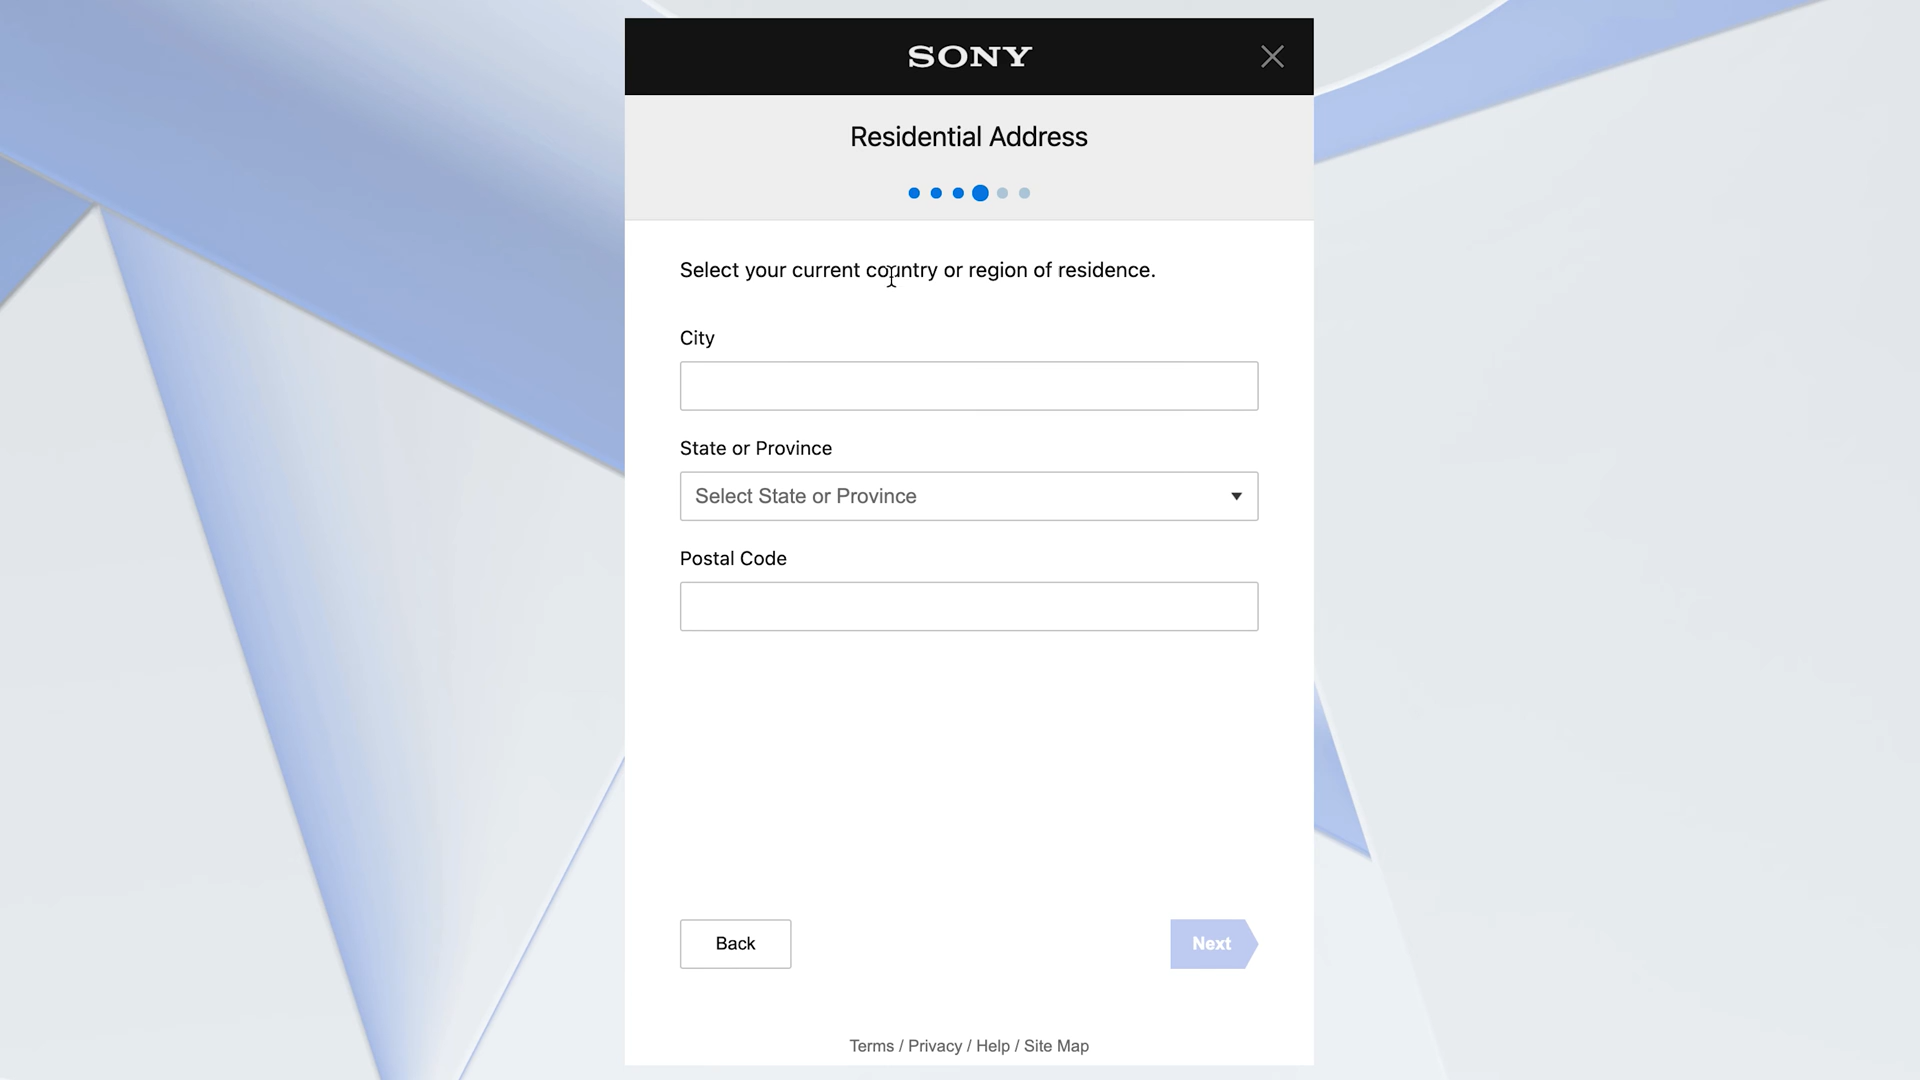 SONY
Residential Address
Select your current country or region of residence.
City
State or Province
Select State or Province
Postal Code
Back
Next
Terms / Privacy / Help / Site Map